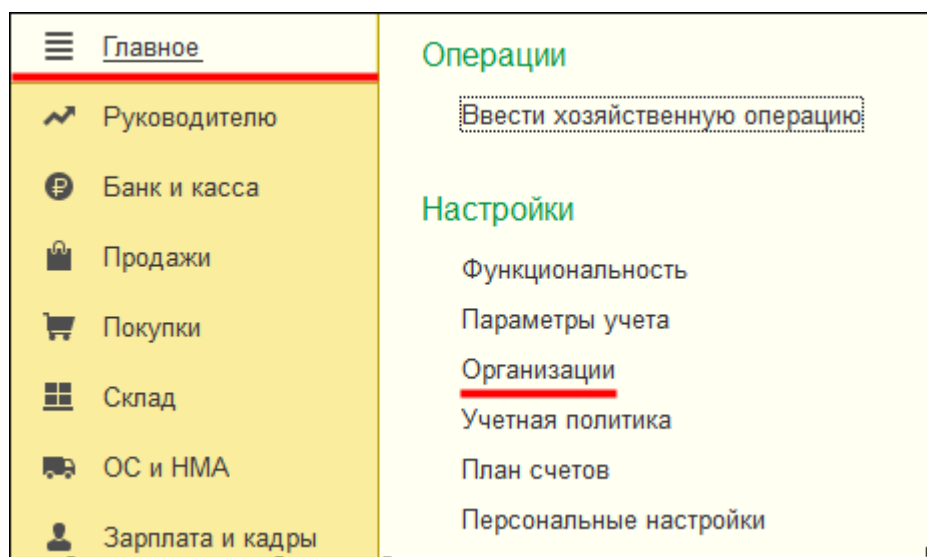 Главное
Руководителю
Банк и касса
Продажи
Покупки
Склад
ОС и НМА
Зарплата и кадры
Операции
Ввести хозяйственную операцию
Настройки
Функциональность
Параметры учета
Организации
Учетная политика
План счетов
Персональные настройки